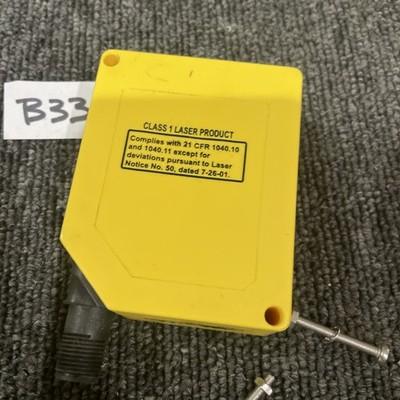 B33
CLASS 1 LASER PRODUCT
Complies with 21 CFR 1040.10
and 1040.11 except for
deviations pursuant to Laser
Notice No. 50, dated 7-26-01.